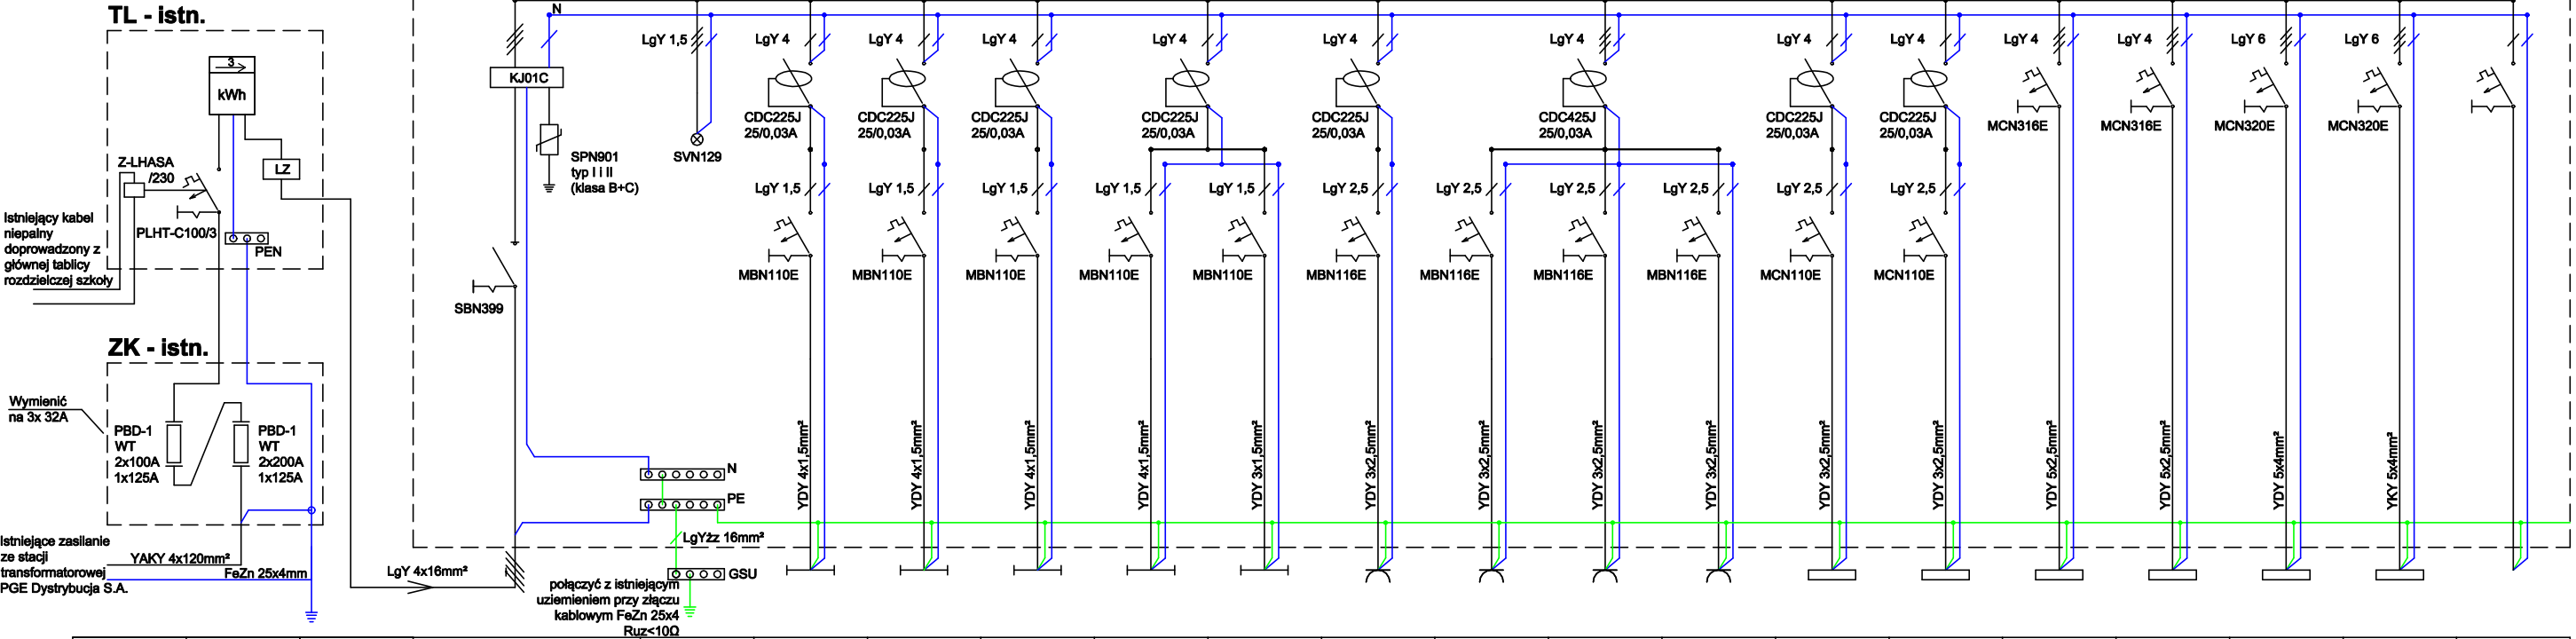 TL - istn.
3
kWh
Z-LHASA
/230
LZ
PLHT-C100/3
PEN
Istniejący kabel
niepalny
doprowadzony z
głównej tablicy
rozdzielczej szkoły
ZK - istn.
Wymienić
na 3x 32A
PBD-1
WT
2x100A
1x125A
PBD-1
WT
2x200A
1x125A
Istniejące zasilanie
ze stacji
transformatorowej
PGE Dystrybucja S.A.
YAKY 4x120mm²
FeZn 25x4mm
LgY 4x16mm²
N
KJ01C
SPN901
typ I i II
(klasa B+C)
SBN399
LgY 1,5
SVN129
N
PE
LgYżz 16mm²
GSU
połączyć z istniejącym
uziemieniem przy złączu
kablowym FeZn 25x4
Ruz<10Ω
LgY 4
LgY 4
LgY 4
LgY 4
LgY 4
LgY 4
LgY 4
LgY 4
LgY 4
LgY 4
LgY 6
LgY 6
CDC225J
25/0,03A
CDC225J
25/0,03A
CDC225J
25/0,03A
CDC225J
25/0,03A
CDC225J
25/0,03A
CDC425J
25/0,03A
CDC225J
25/0,03A
CDC225J
25/0,03A
MCN316E
MCN316E
MCN320E
MCN320E
LgY 1,5
LgY 1,5
LgY 1,5
LgY 1,5
LgY 1,5
LgY 2,5
LgY 2,5
LgY 2,5
LgY 2,5
LgY 2,5
LgY 2,5
MBN110E
MBN110E
MBN110E
MBN110E
MBN110E
MBN116E
MBN116E
MBN116E
MBN116E
MCN110E
MCN110E
YDY 4x1,5mm²
YDY 4x1,5mm²
YDY 4x1,5mm²
YDY 4x1,5mm²
YDY 3x1,5mm²
YDY 3x2,5mm²
YDY 3x2,5mm²
YDY 3x2,5mm²
YDY 3x2,5mm²
YDY 3x2,5mm²
YDY 3x2,5mm²
YDY 5x2,5mm²
YDY 5x2,5mm²
YDY 5x4mm²
YKY 5x4mm²